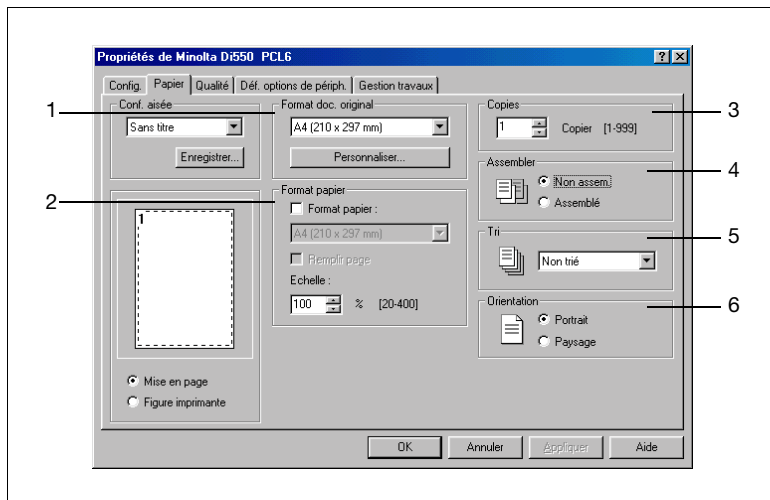 Propriétés de Minolta Di550 PCL6
Config. Papier Qualité Déf. options de périph. Gestion travaux
1
Conf. aisée
Sans titre
Enregistrer...
Format doc. original
A4 (210 x 297 mm)
Personnaliser...
2
Format papier
Format papier :
A4 (210 x 297 mm)
Remplir page
Echelle :
100 % [20-400]
1
Mise en page
Figure imprimante
Copies
1 Copier [1-999]
3
Assembler
Non assem.
Assemblé
4
Tri
Non trié
5
Orientation
Portrait
Paysage
6
OK Annuler Appliquer Aide